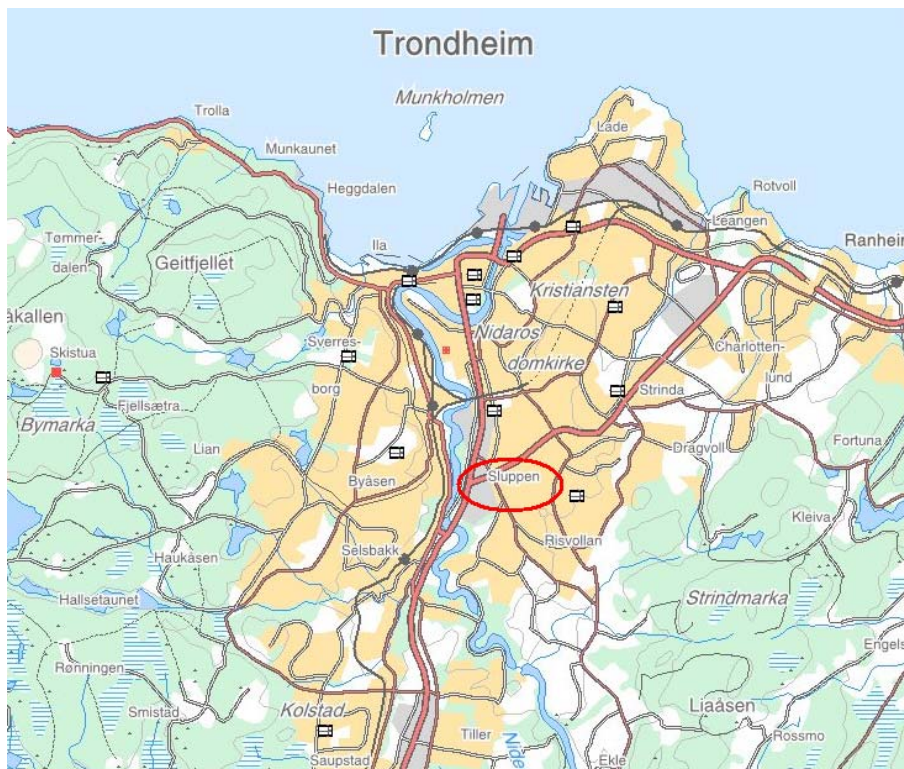 Trondheim
Munkholmen
Trolla
Lade
Munkaunet
Heggdalen
Rotvoll
Leangen
Ila
Ranheim
Tømmer-
dalen
Geitfjellet
Kristiansten
Nidaros
domkirke
Sverres-
borg
Skistua
Charlotten-
lund
Strinda
Fjellsætra
Bymarka
Lian
Dragvoll
Fortuna
Byåsen
Sluppen
Kleiva
Selsbakk
Risvollan
Haukåsen
Hallsetaunet
Strindmarka
Engels
Rønningen
Kolstad
Liaåsen
Smistad
Tiller
Rossmo
Saupstad
Ekle